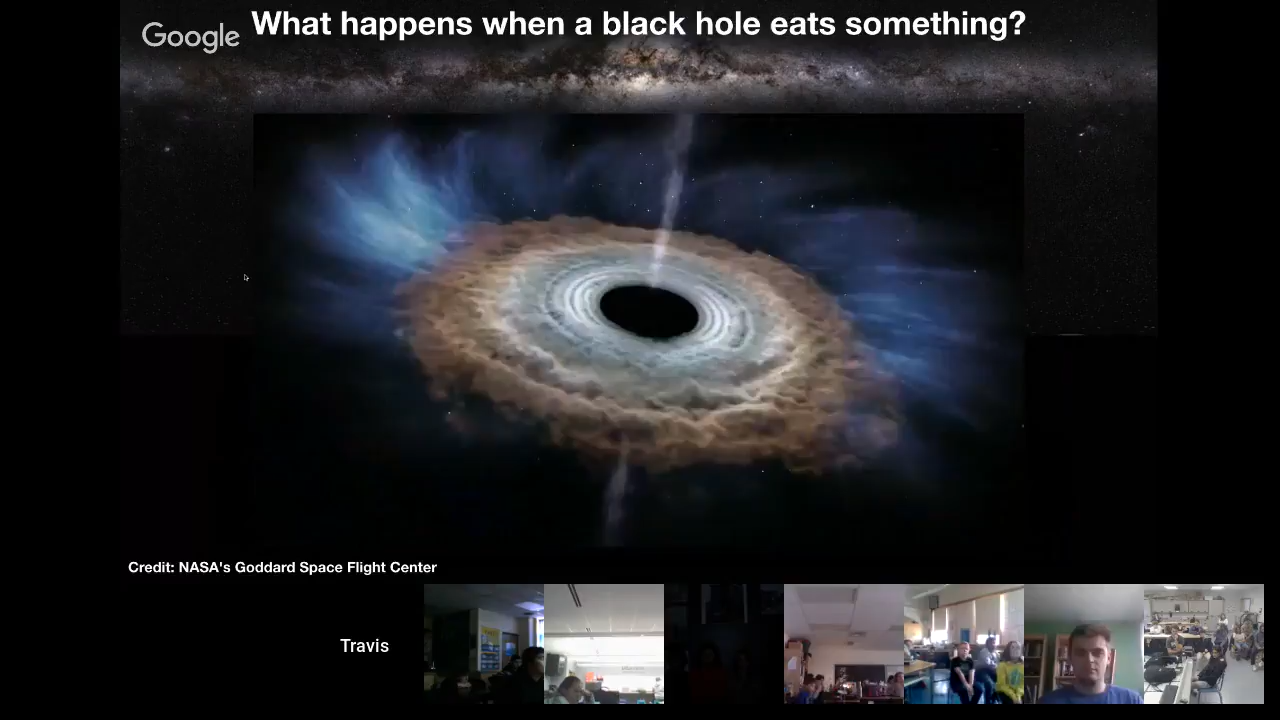 What happens when a black hole eats something?
Google
Credit: NASA's Goddard Space Flight Center
Travis